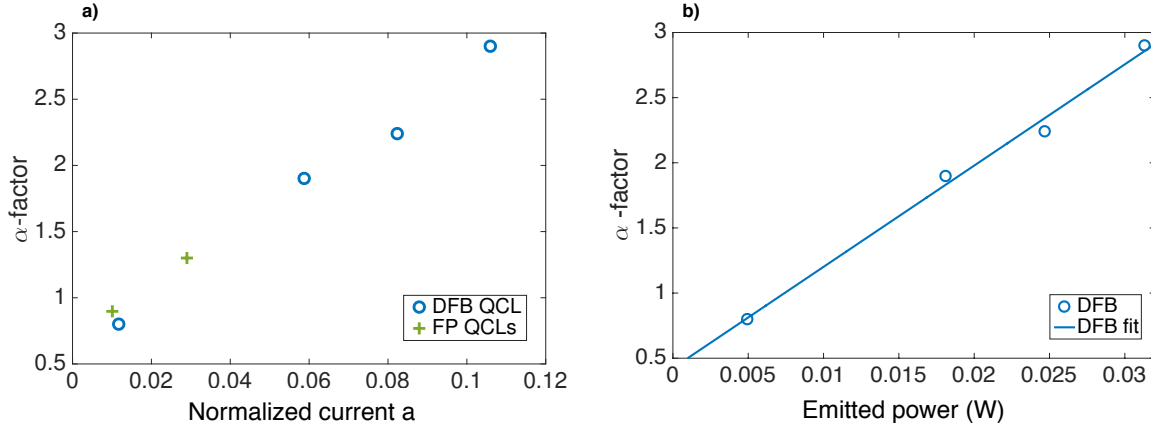 a)
3
2.5
2
1.5
1
0.5
α-factor
0 0.02 0.04 0.06 0.08 0.1 0.12
Normalized current a
DFB QCL
FP QCLs
b)
3
2.5
2
1.5
1
0.5
α -factor
0 0.005 0.01 0.015 0.02 0.025 0.03
Emitted power (W)
DFB
DFB fit